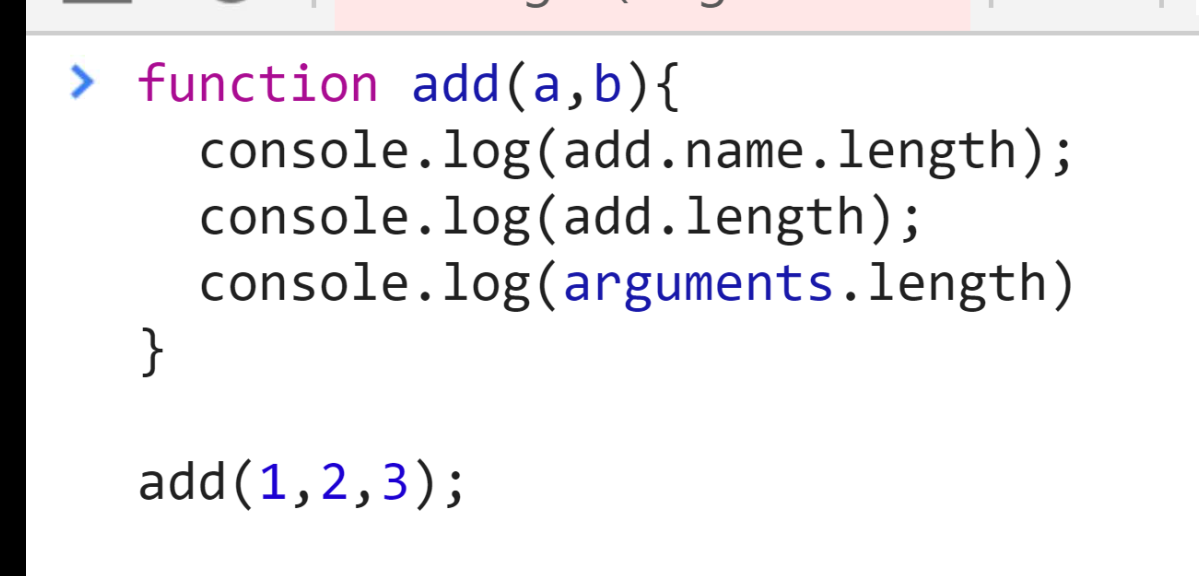 function add(a,b){
console.log(add.name.length);
console.log(add.length);
console.log(arguments.length)
}
add(1,2,3);